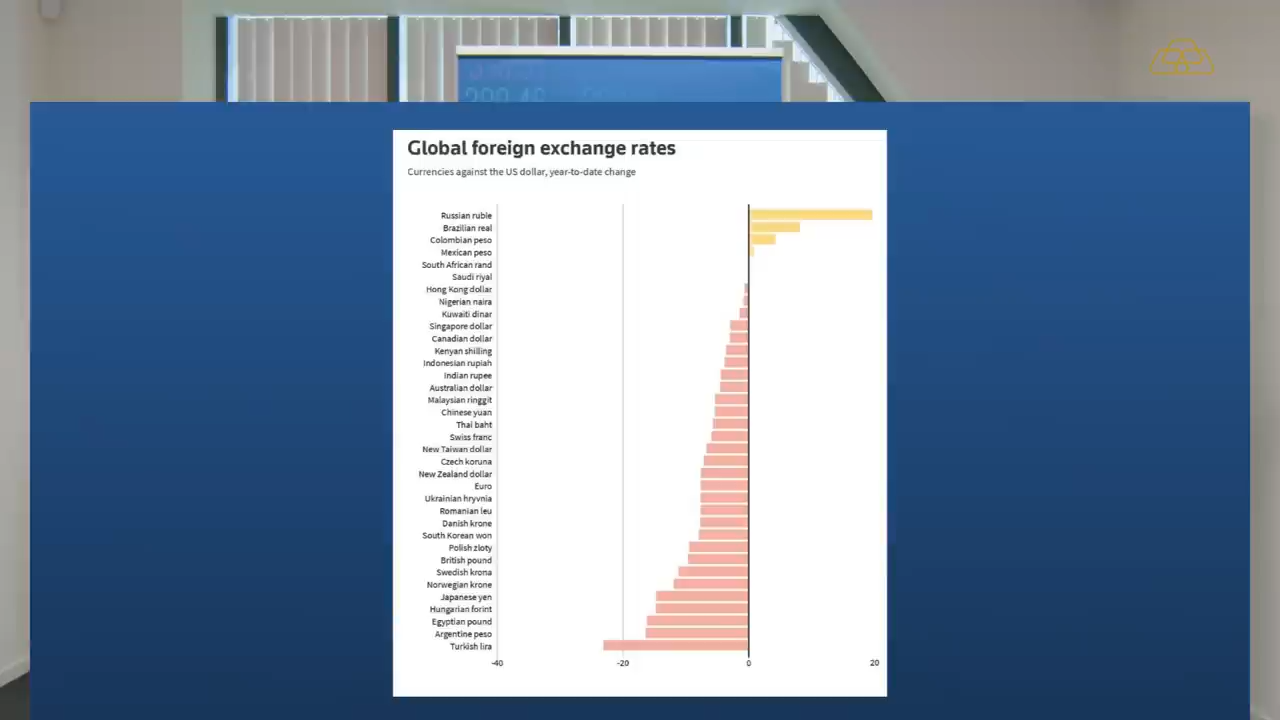 Global foreign exchange rates
Currencies against the US dollar, year-to-date change
Russian ruble
Brazilian real
Colombian peso
Mexican peso
South African rand
Saudi riyal
Hong Kong dollar
Nigerian naira
Kuwaiti dinar
Singapore dollar
Canadian dollar
Kenyan shilling
Indonesian rupiah
Indian rupee
Australian dollar
Malaysian ringgit
Chinese yuan
Thai baht
Swiss franc
New Taiwan dollar
Czech koruna
New Zealand dollar
Euro
Ukrainian hryvnia
Romanian leu
Danish krone
South Korean won
Polish zloty
British pound
Swedish krona
Norwegian krone
Japanese yen
Hungarian forint
Egyptian pound
Argentine peso
Turkish lira
-40 -20 0 20